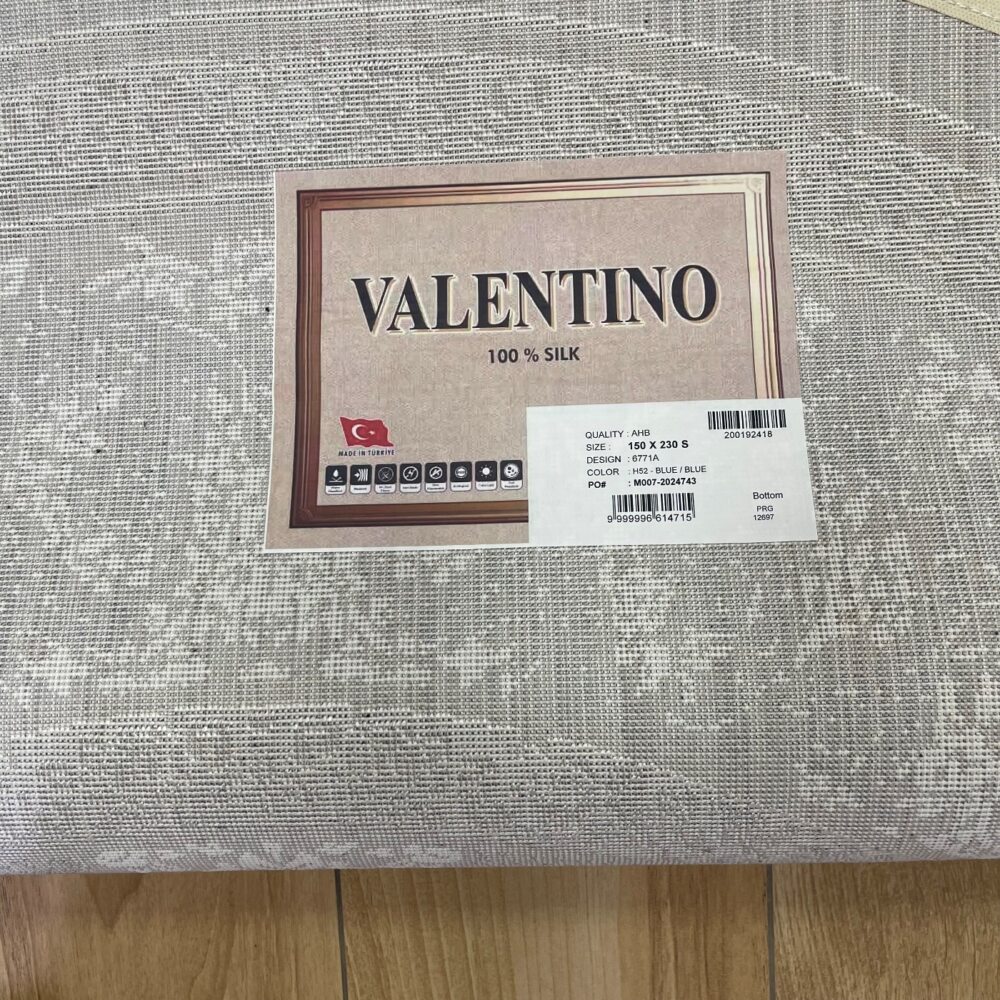 VALENTINO
100 % SILK
MADE IN TÜRKİYE
QUALITY : AHB
SIZE : 150 X 230 S
DESIGN : 6771A
COLOR : H52 - BLUE / BLUE
PO# : M007-2024743
200192418
9 999996 614715
Bottom
PRG
12697